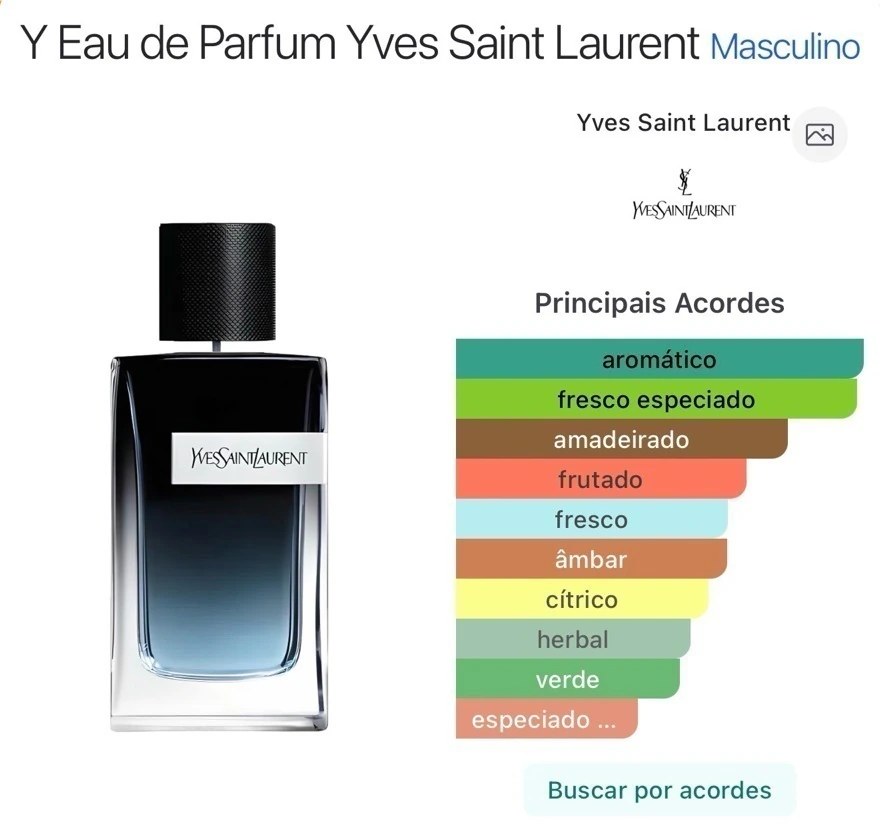 Y Eau de Parfum Yves Saint Laurent Masculino
Yves Saint Laurent
YSL
YVESSAINTLAURENT
YVESSAINTLAURENT
Principais Acordes
aromático
fresco especiado
amadeirado
frutado
fresco
âmbar
cítrico
herbal
verde
especiado ...
Buscar por acordes